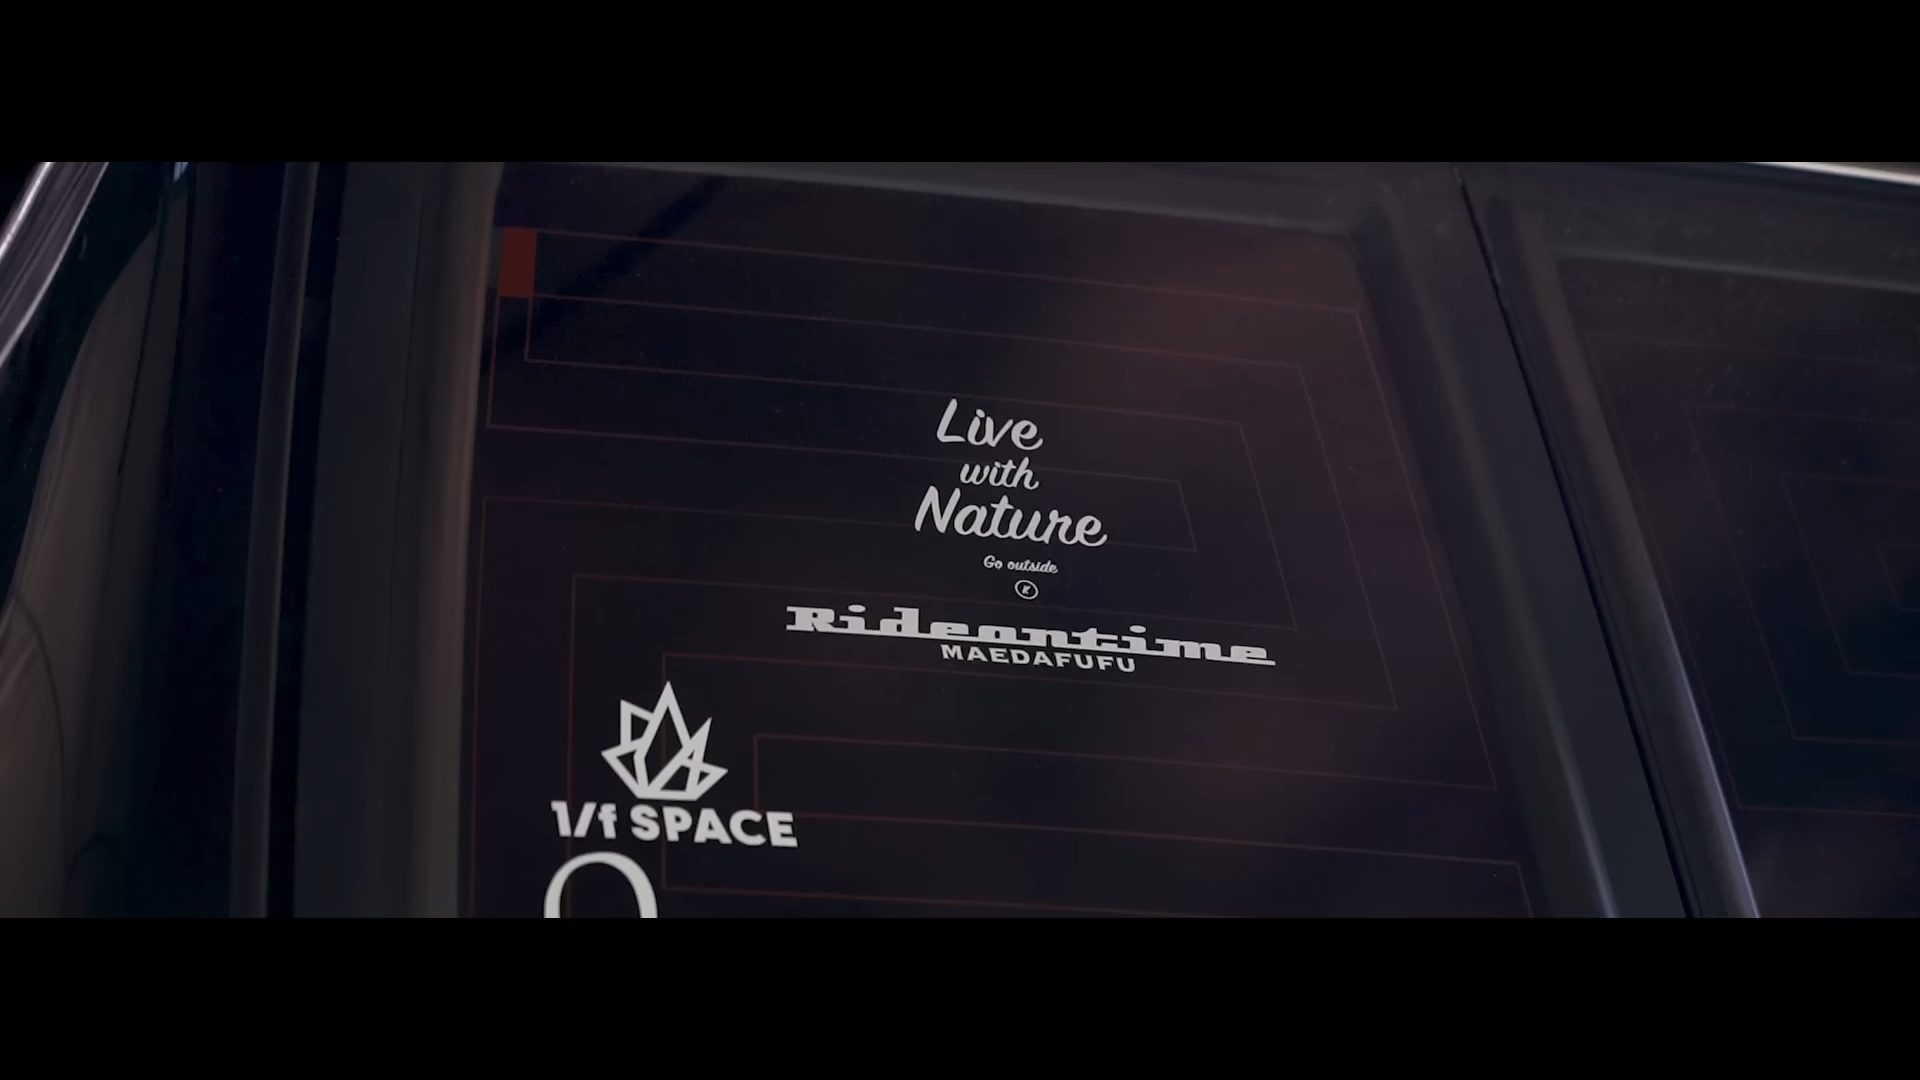 Live
with
Nature
Go outside
K
Rideontime
MAEDAFUFU
1/f SPACE